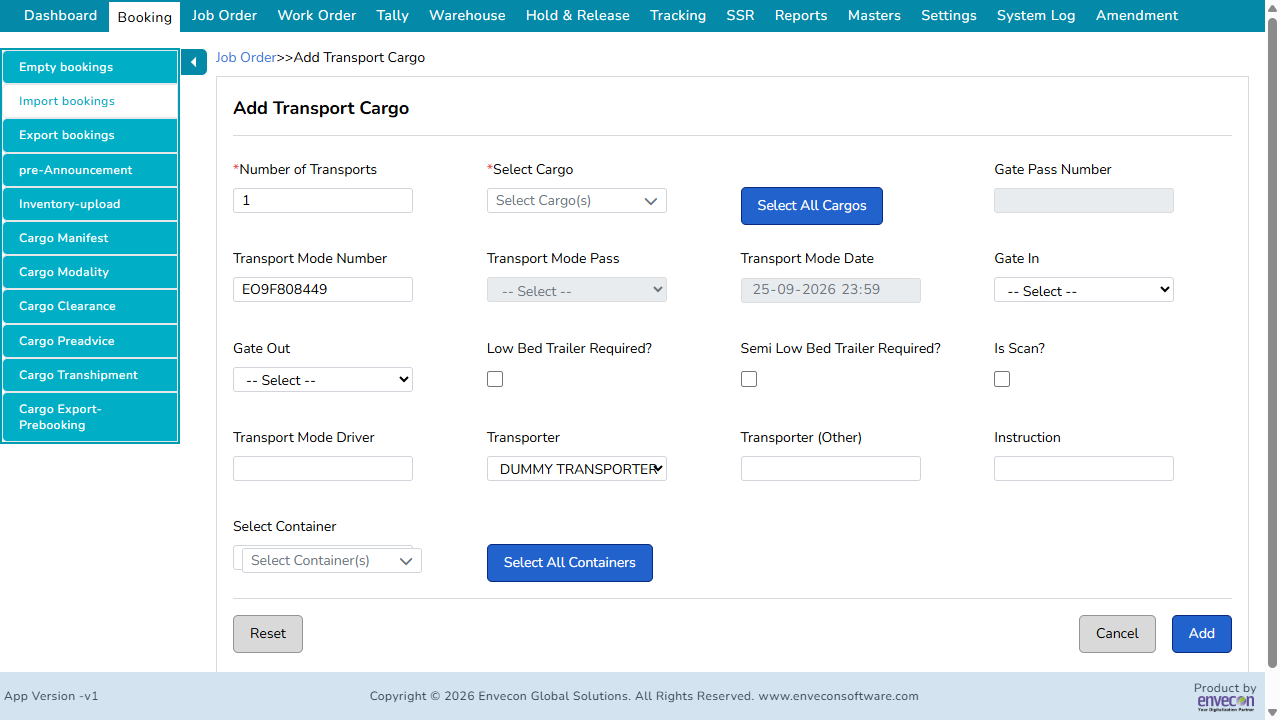 Dashboard Booking Job Order Work Order Tally Warehouse Hold & Release Tracking SSR Reports Masters Settings System Log Amendment
Empty bookings
Import bookings
Export bookings
pre-Announcement
Inventory-upload
Cargo Manifest
Cargo Modality
Cargo Clearance
Cargo Preadvice
Cargo Transhipment
Cargo Export-
Prebooking
Job Order>>Add Transport Cargo
Add Transport Cargo
*Number of Transports *Select Cargo Gate Pass Number
1 Select Cargo(s) Select All Cargos
Transport Mode Number Transport Mode Pass Transport Mode Date Gate In
EO9F808449 -- Select -- 25-09-2026 23:59 -- Select --
Gate Out Low Bed Trailer Required? Semi Low Bed Trailer Required? Is Scan?
-- Select --
Transport Mode Driver Transporter Transporter (Other) Instruction
DUMMY TRANSPORTER
Select Container
Select Container(s) Select All Containers
Reset Cancel Add
App Version -v1 Copyright © 2026 Envecon Global Solutions. All Rights Reserved. www.enveconsoftware.com Product by
envecon
Your Digitalization Partner